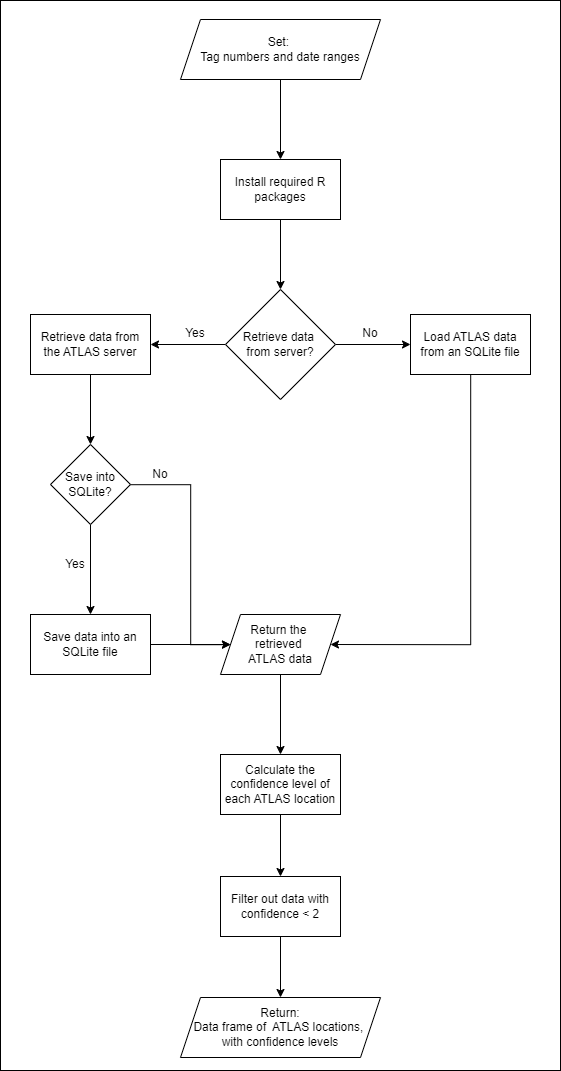 Set:
Tag numbers and date ranges
Install required R
packages
Retrieve data from
the ATLAS server
Yes
Retrieve data
from server?
No
Load ATLAS data
from an SQLite file
Save into
SQLite?
No
Yes
Save data into an
SQLite file
Return the
retrieved
ATLAS data
Calculate the
confidence level of
each ATLAS location
Filter out data with
confidence < 2
Return:
Data frame of ATLAS locations,
with confidence levels